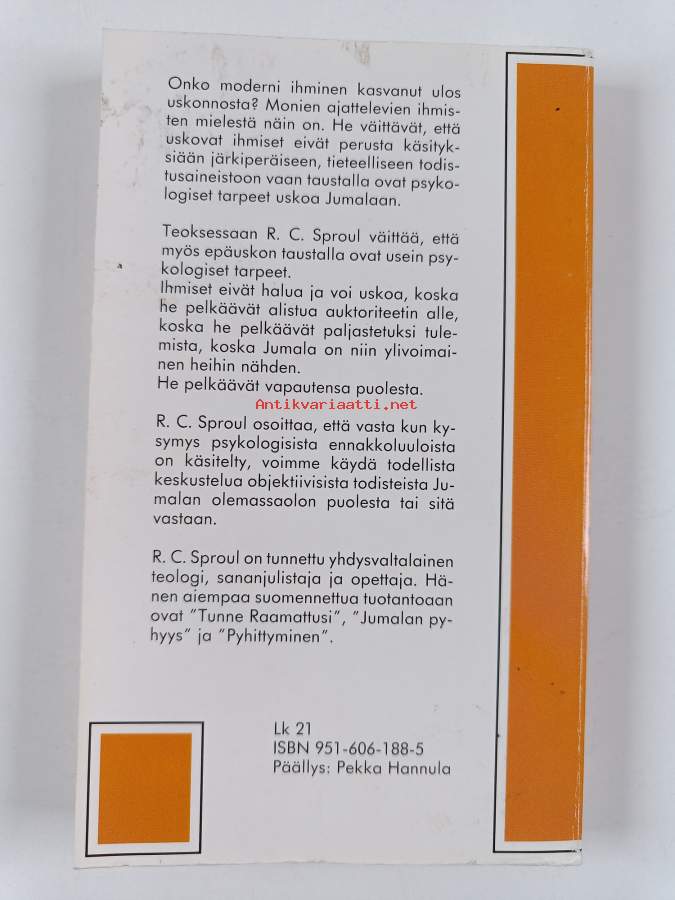 Onko moderni ihminen kasvanut ulos
uskonnosta? Monien ajattelevien ihmis-
ten mielestä näin on. He väittävät, että
uskovat ihmiset eivät perusta käsityk-
siään järkiperäiseen, tieteelliseen todis-
tusaineistoon vaan taustalla ovat psyko-
logiset tarpeet uskoa Jumalaan.
Teoksessaan R. C. Sproul väittää, että
myös epäuskon taustalla ovat usein psy-
kologiset tarpeet.
Ihmiset eivät halua ja voi uskoa, koska
he pelkäävät alistua auktoriteetin alle,
koska he pelkäävät paljastetuksi tule-
mista, koska Jumala on niin ylivoimai-
nen heihin nähden.
He pelkäävät vapautensa puolesta.
Antikvariaatti.net
R. C. Sproul osoittaa, että vasta kun ky-
symys psykologisista ennakkoluuloista
on käsitelty, voimme käydä todellista
keskustelua objektiivisista todisteista Ju-
malan olemassaolon puolesta tai sitä
vastaan.
R. C. Sproul on tunnettu yhdysvaltalainen
teologi, sananjulistaja ja opettaja. Hä-
nen aiempaa suomennettua tuotantoaan
ovat "Tunne Raamattusi", "Jumalan py-
hyys" ja "Pyhittyminen".
Lk 21
ISBN 951-606-188-5
Päällys: Pekka Hannula